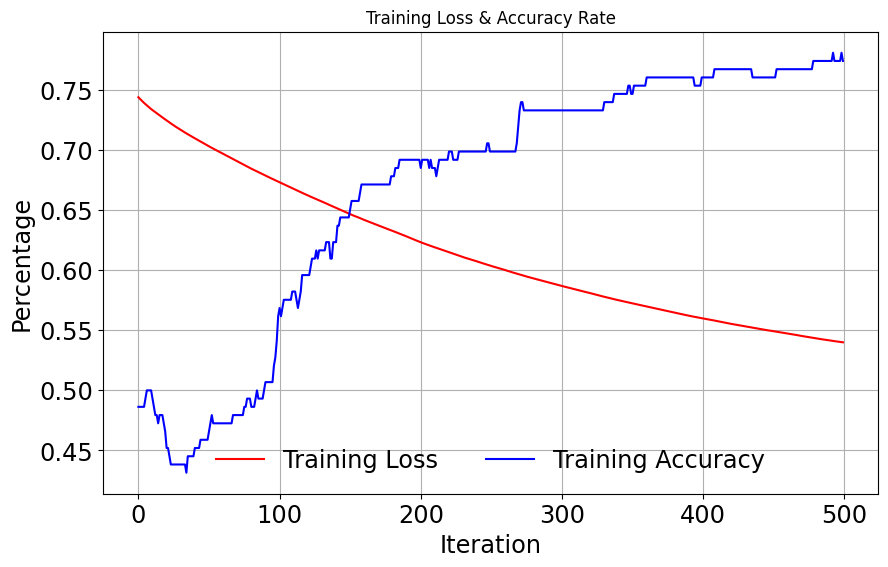 Training Loss & Accuracy Rate
Percentage
0.75
0.70
0.65
0.60
0.55
0.50
0.45
Training Loss Training Accuracy
0 100 200 300 400 500
Iteration